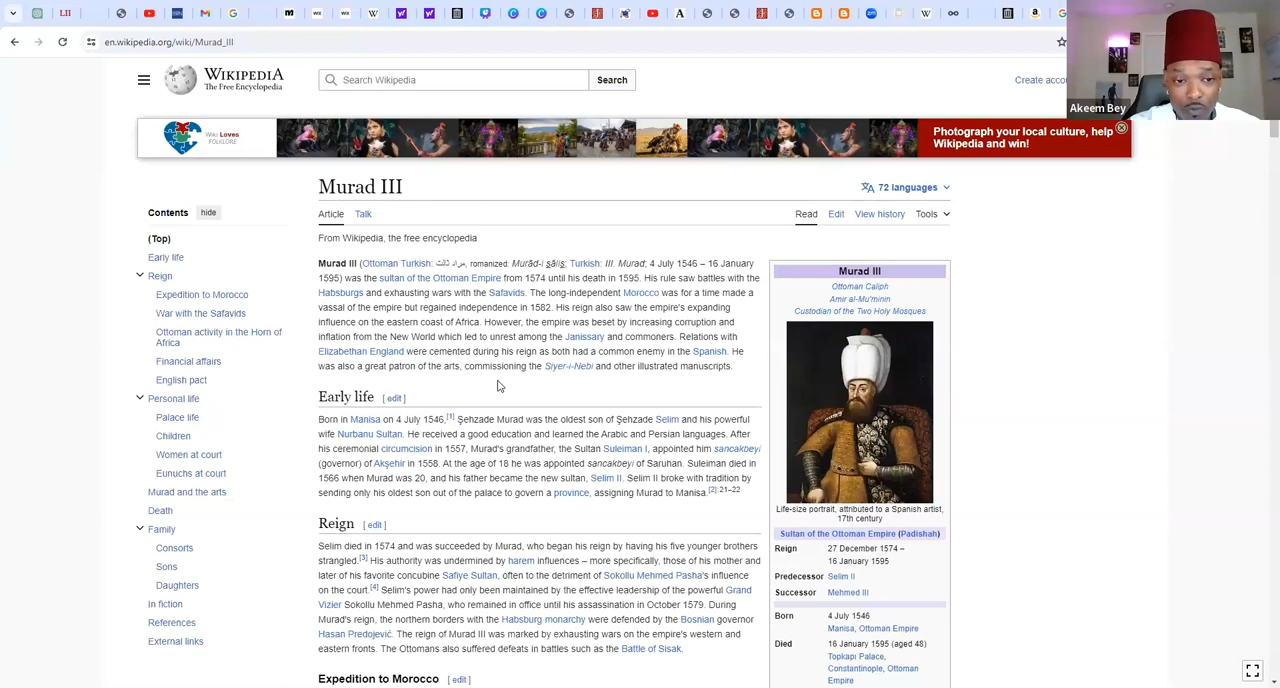 LII
en.wikipedia.org/wiki/Murad_III
WIKIPEDIA
The Free Encyclopedia
Search Wikipedia
Search
Create accou
Akeem Bey
Wiki Loves
FOLKLORE
Photograph your local culture, help
Wikipedia and win!
Murad III
72 languages
Contents
hide
Article
Talk
Read
Edit
View history
Tools
(Top)
Early life
Reign
Expedition to Morocco
War with the Safavids
Ottoman activity in the Horn of
Africa
Financial affairs
English pact
Personal life
Palace life
Children
Women at court
Eunuchs at court
Murad and the arts
Death
Family
Consorts
Sons
Daughters
In fiction
References
External links
From Wikipedia, the free encyclopedia
Murad III (Ottoman Turkish: مراد ثالث, romanized: Murād-i s̱ālis̱; Turkish: III. Murad; 4 July 1546 – 16 January
1595) was the sultan of the Ottoman Empire from 1574 until his death in 1595. His rule saw battles with the
Habsburgs and exhausting wars with the Safavids. The long-independent Morocco was for a time made a
vassal of the empire but regained independence in 1582. His reign also saw the empire's expanding
influence on the eastern coast of Africa. However, the empire was beset by increasing corruption and
inflation from the New World which led to unrest among the Janissary and commoners. Relations with
Elizabethan England were cemented during his reign as both had a common enemy in the Spanish. He
was also a great patron of the arts, commissioning the Siyer-i-Nebi and other illustrated manuscripts.
Early life [ edit ]
Born in Manisa on 4 July 1546,[1] Şehzade Murad was the oldest son of Şehzade Selim and his powerful
wife Nurbanu Sultan. He received a good education and learned the Arabic and Persian languages. After
his ceremonial circumcision in 1557, Murad's grandfather, the Sultan Suleiman I, appointed him sancakbeyi
(governor) of Akşehir in 1558. At the age of 18 he was appointed sancakbeyi of Saruhan. Suleiman died in
1566 when Murad was 20, and his father became the new sultan, Selim II. Selim II broke with tradition by
sending only his oldest son out of the palace to govern a province, assigning Murad to Manisa.[2]: 21–22
Reign [ edit ]
Selim died in 1574 and was succeeded by Murad, who began his reign by having his five younger brothers
strangled.[3] His authority was undermined by harem influences – more specifically, those of his mother and
later of his favorite concubine Safiye Sultan, often to the detriment of Sokollu Mehmed Pasha's influence
on the court.[4] Selim's power had only been maintained by the effective leadership of the powerful Grand
Vizier Sokollu Mehmed Pasha, who remained in office until his assassination in October 1579. During
Murad's reign, the northern borders with the Habsburg monarchy were defended by the Bosnian governor
Hasan Predojević. The reign of Murad III was marked by exhausting wars on the empire's western and
eastern fronts. The Ottomans also suffered defeats in battles such as the Battle of Sisak.
Expedition to Morocco [ edit ]
Murad III
Ottoman Caliph
Amir al-Mu'minin
Custodian of the Two Holy Mosques
Life-size portrait, attributed to a Spanish artist,
17th century
Sultan of the Ottoman Empire (Padishah)
Reign 27 December 1574 –
16 January 1595
Predecessor Selim II
Successor Mehmed III
Born 4 July 1546
Manisa, Ottoman Empire
Died 16 January 1595 (aged 48)
Topkapı Palace,
Constantinople, Ottoman
Empire